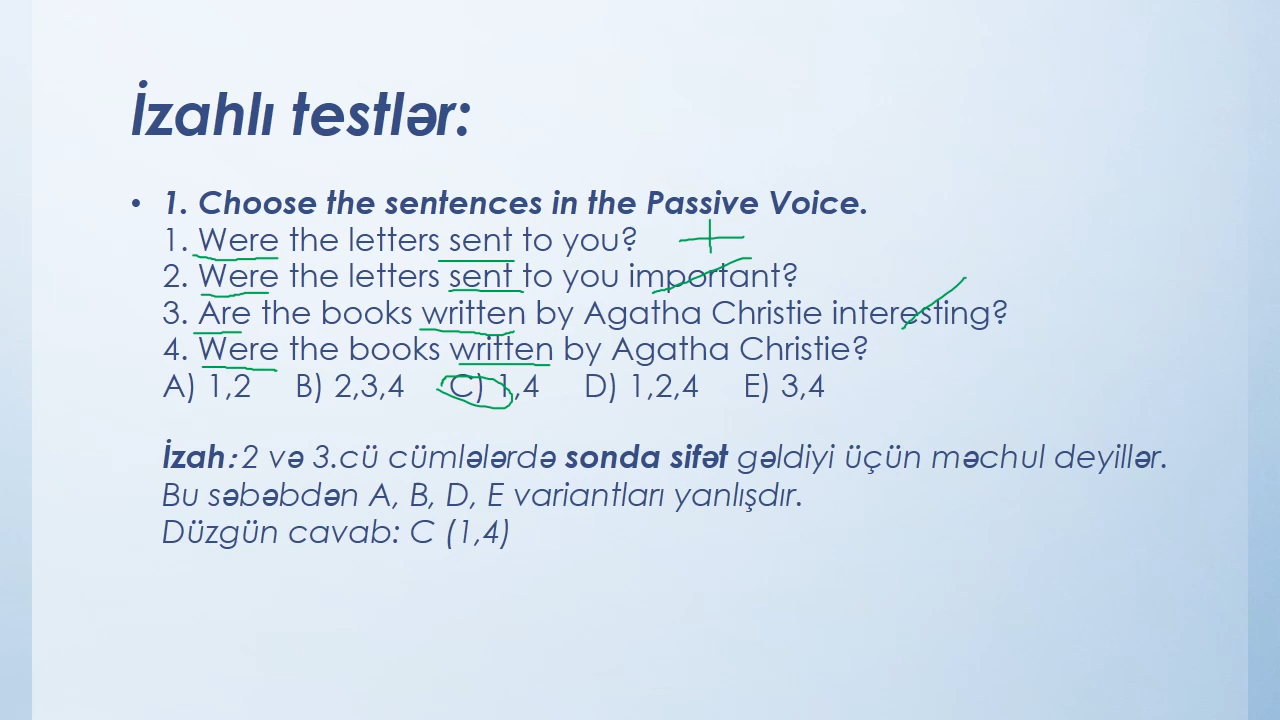 İzahlı testlər:
• 1. Choose the sentences in the Passive Voice.
1. Were the letters sent to you?
2. Were the letters sent to you important?
3. Are the books written by Agatha Christie interesting?
4. Were the books written by Agatha Christie?
A) 1,2 B) 2,3,4 C) 1,4 D) 1,2,4 E) 3,4
İzah: 2 və 3.cü cümlələrdə sonda sifət gəldiyi üçün məchul deyillər.
Bu səbəbdən A, B, D, E variantları yanlışdır.
Düzgün cavab: C (1,4)